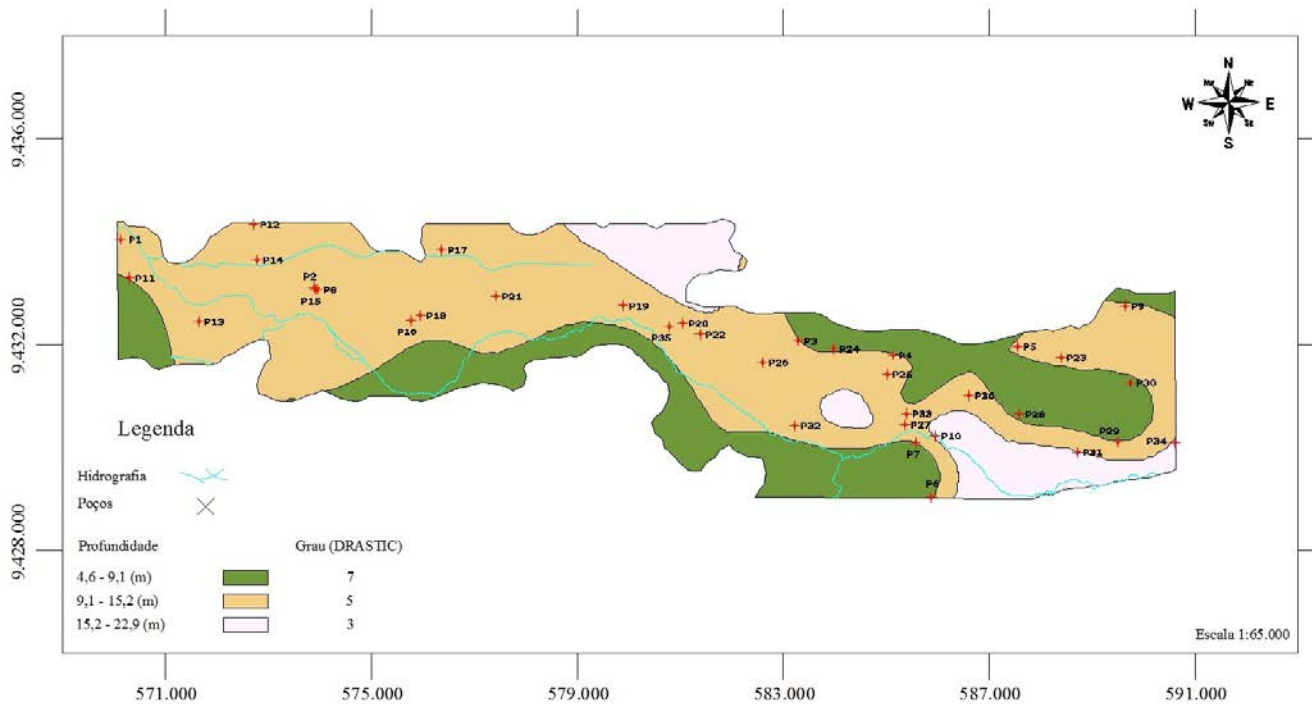 N
Nw
Ne
W
E
Sw
Se
S
9.436.000
9.432.000
9.428.000
P1
P12
P14
P17
P11
P2
P8
P15
P13
P18
P16
P21
P19
P20
P35
P22
P3
P24
P4
P25
P26
P9
P5
P23
P30
P36
P28
P33
P27
P10
P32
P7
P29
P31
P34
P6
Legenda
Hidrografia
Poços
Profundidade Grau (DRASTIC)
4,6 - 9,1 (m) 7
9,1 - 15,2 (m) 5
15,2 - 22,9 (m) 3
Escala 1:65.000
571.000 575.000 579.000 583.000 587.000 591.000